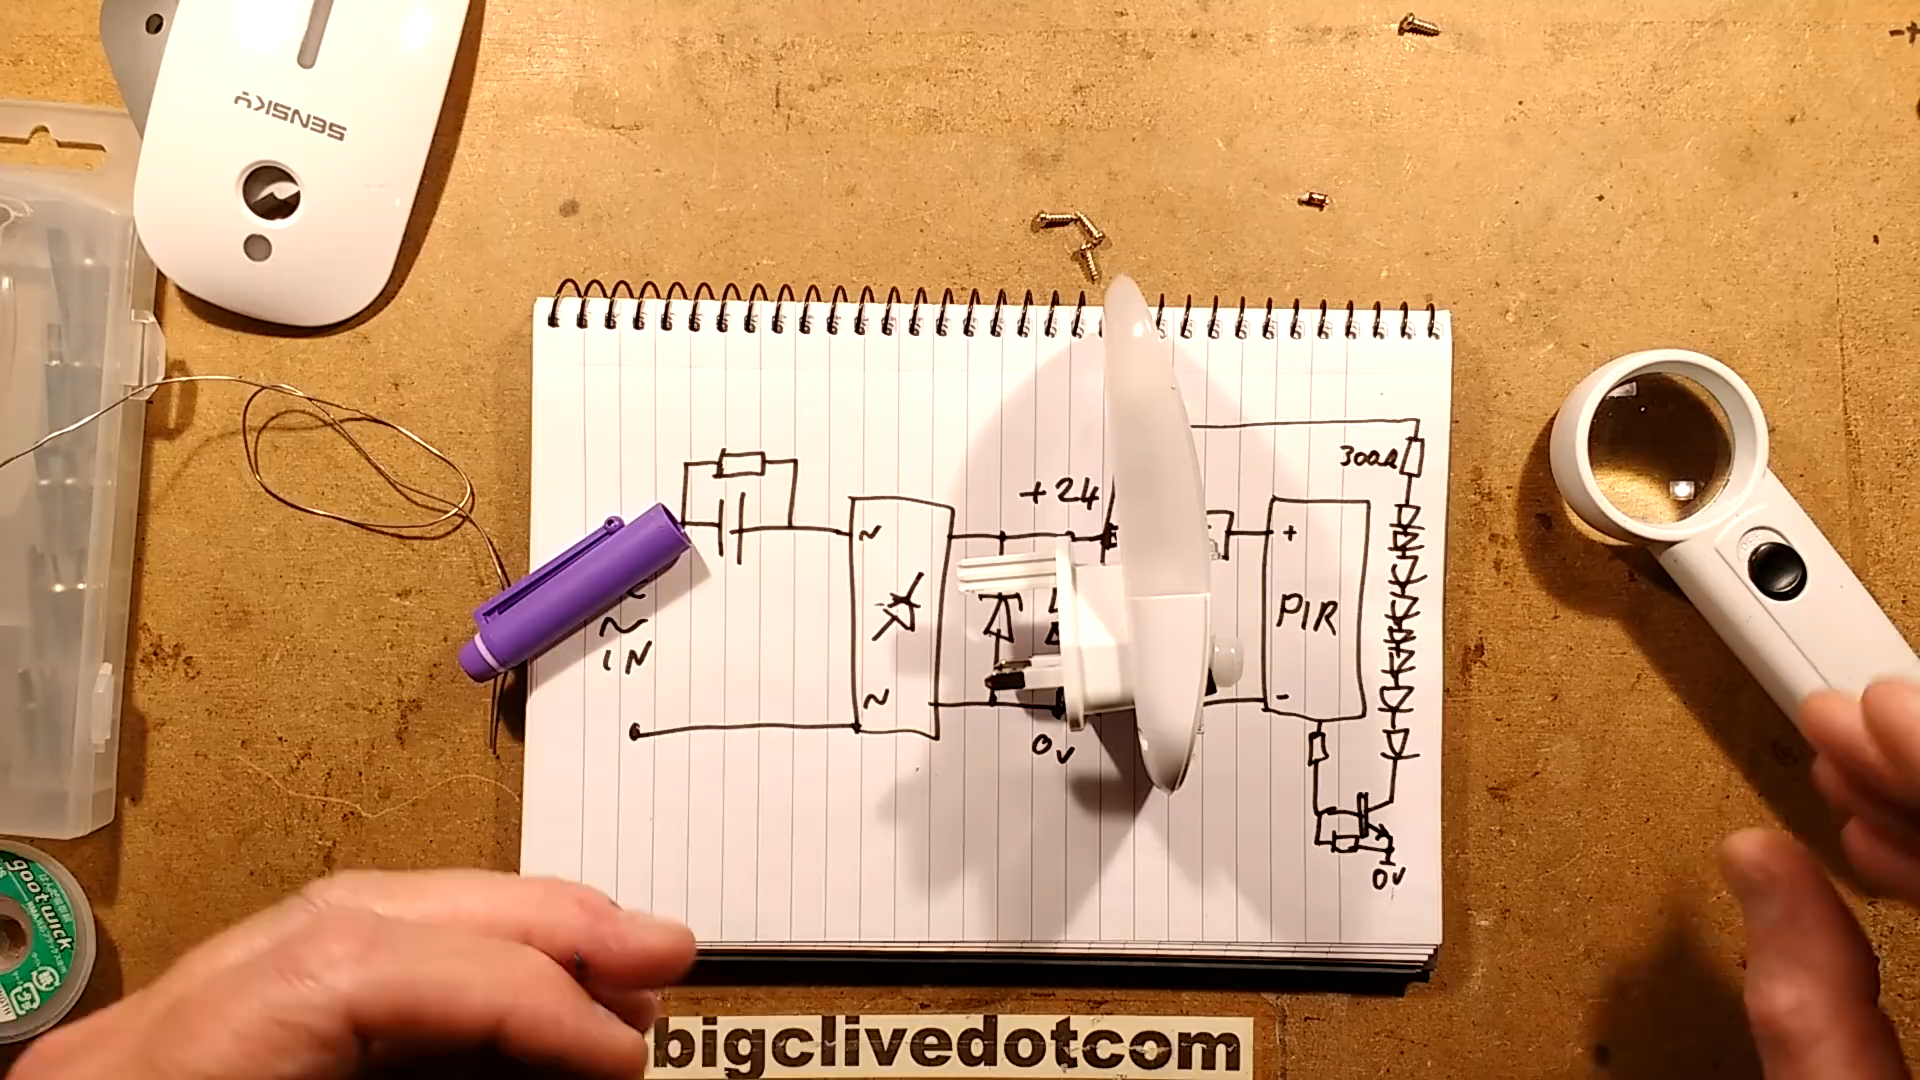 SENSKY
300Ω
+24
~
+
PIR
~
IN
~
-
0v
0v
goot wick
bigclivedotcom